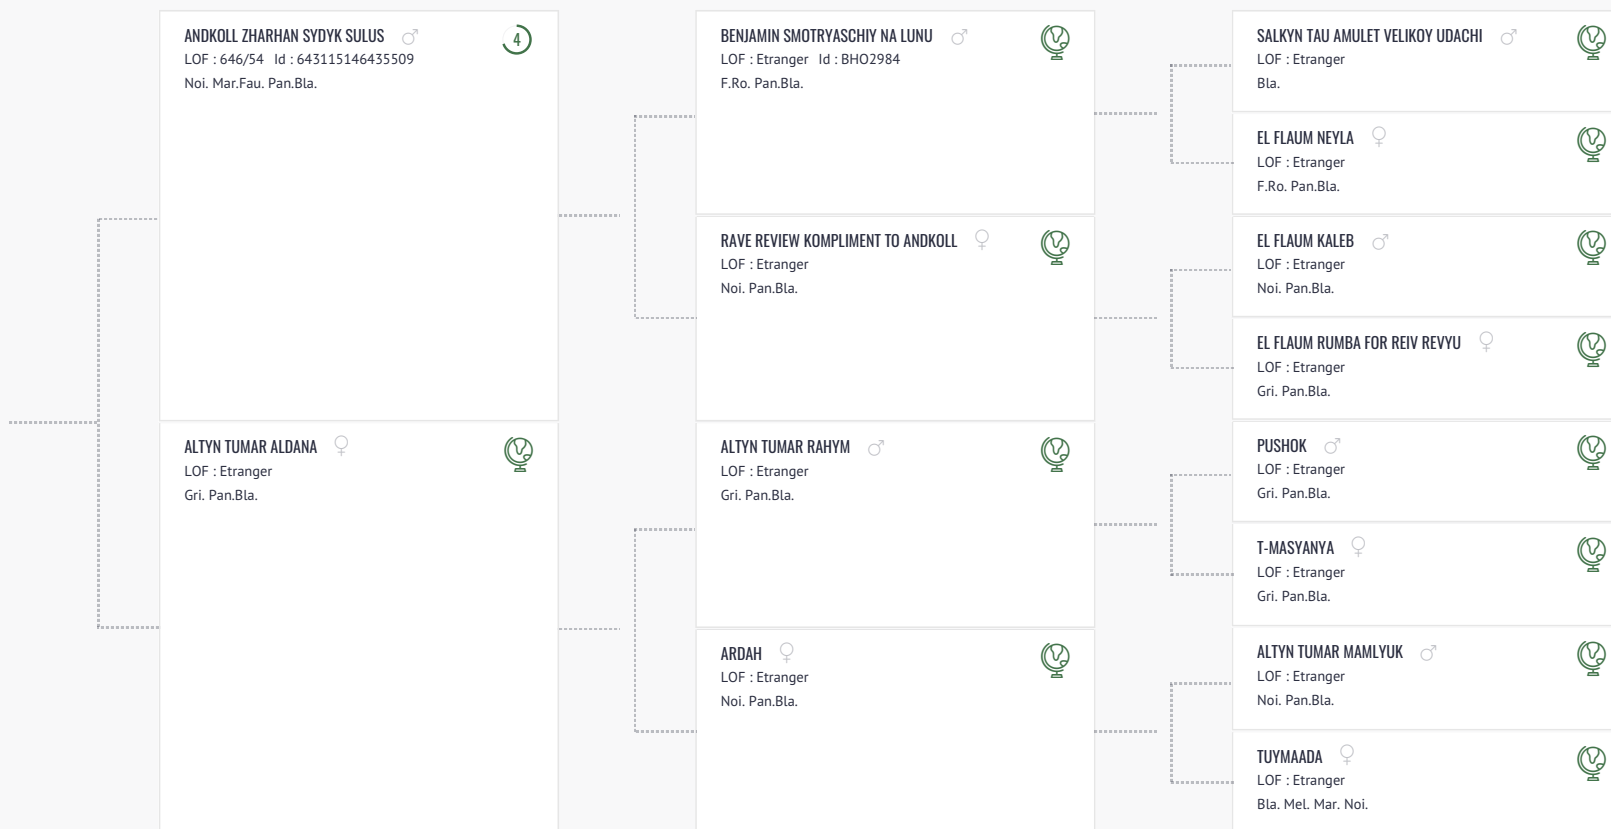 ANDKOLL ZHARHAN SYDYK SULUS
4
LOF : 646/54 Id : 643115146435509
Noi. Mar.Fau. Pan.Bla.
ALTYN TUMAR ALDANA
LOF : Etranger
Gri. Pan.Bla.
BENJAMIN SMOTRYASCHIY NA LUNU
LOF : Etranger Id : BHO2984
F.Ro. Pan.Bla.
RAVE REVIEW KOMPLIMENT TO ANDKOLL
LOF : Etranger
Noi. Pan.Bla.
ALTYN TUMAR RAHYM
LOF : Etranger
Gri. Pan.Bla.
ARDAH
LOF : Etranger
Noi. Pan.Bla.
SALKYN TAU AMULET VELIKOY UDACHI
LOF : Etranger
Bla.
EL FLAUM NEYLA
LOF : Etranger
F.Ro. Pan.Bla.
EL FLAUM KALEB
LOF : Etranger
Noi. Pan.Bla.
EL FLAUM RUMBA FOR REIV REVYU
LOF : Etranger
Gri. Pan.Bla.
PUSHOK
LOF : Etranger
Gri. Pan.Bla.
T-MASYANYA
LOF : Etranger
Gri. Pan.Bla.
ALTYN TUMAR MAMLYUK
LOF : Etranger
Noi. Pan.Bla.
TUYMAADA
LOF : Etranger
Bla. Mel. Mar. Noi.